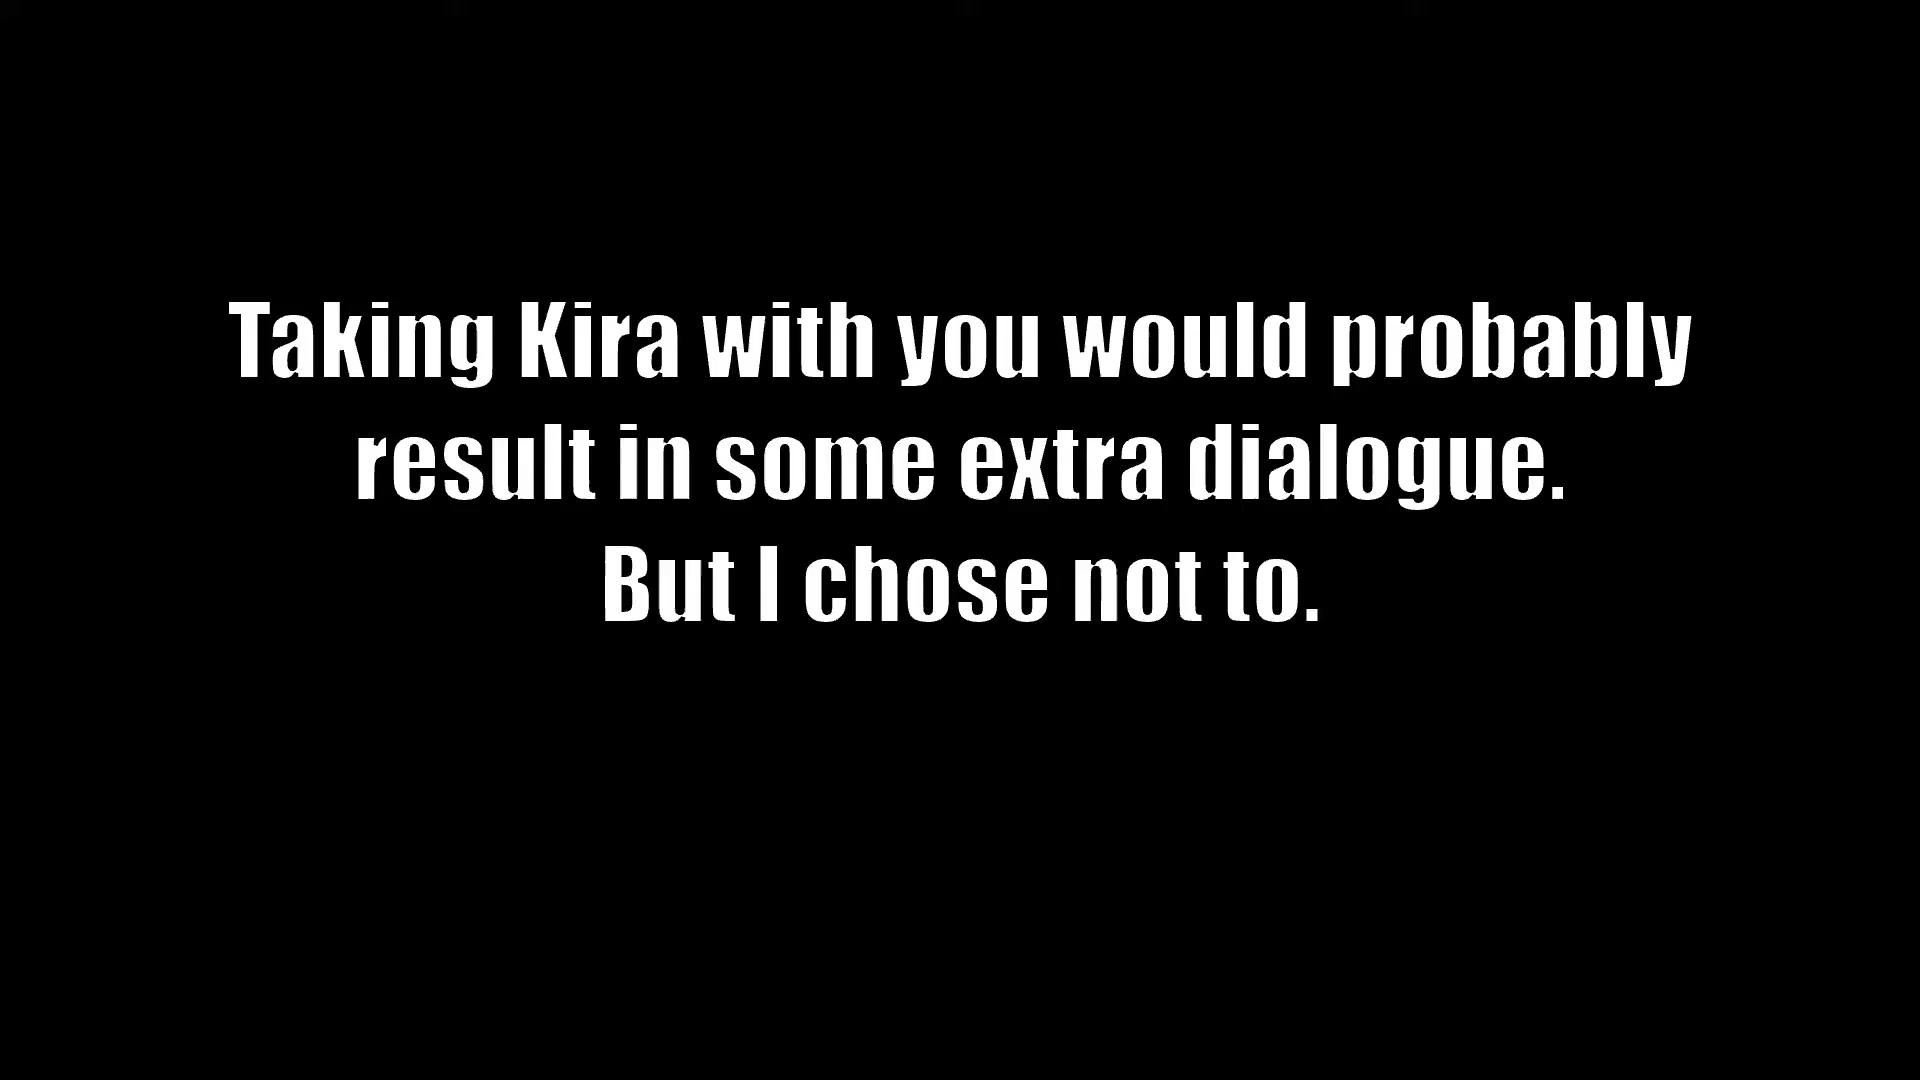 Taking Kira with you would probably
result in some extra dialogue.
But I chose not to.